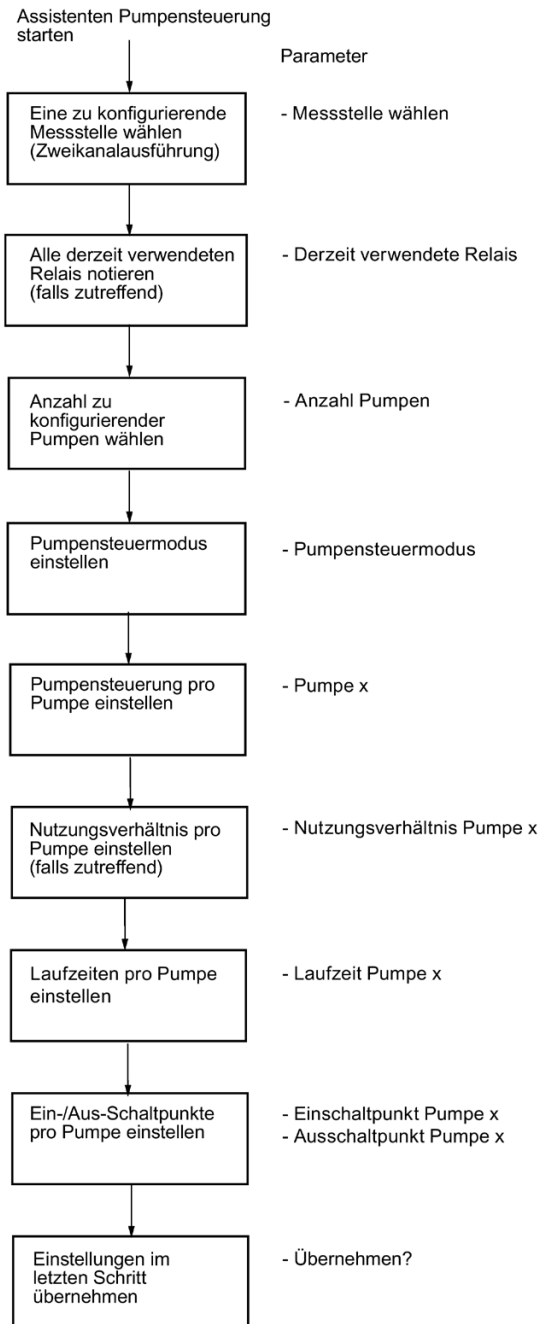 Assistenten Pumpensteuerung
starten
Parameter
Eine zu konfigurierende
Messstelle wählen
(Zweikanalausführung)
- Messstelle wählen
Alle derzeit verwendeten
Relais notieren
(falls zutreffend)
- Derzeit verwendete Relais
Anzahl zu
konfigurierender
Pumpen wählen
- Anzahl Pumpen
Pumpensteuermodus
einstellen
- Pumpensteuermodus
Pumpensteuerung pro
Pumpe einstellen
- Pumpe x
Nutzungsverhältnis pro
Pumpe einstellen
(falls zutreffend)
- Nutzungsverhältnis Pumpe x
Laufzeiten pro Pumpe
einstellen
- Laufzeit Pumpe x
Ein-/Aus-Schaltpunkte
pro Pumpe einstellen
- Einschaltpunkt Pumpe x
- Ausschaltpunkt Pumpe x
Einstellungen im
letzten Schritt
übernehmen
- Übernehmen?